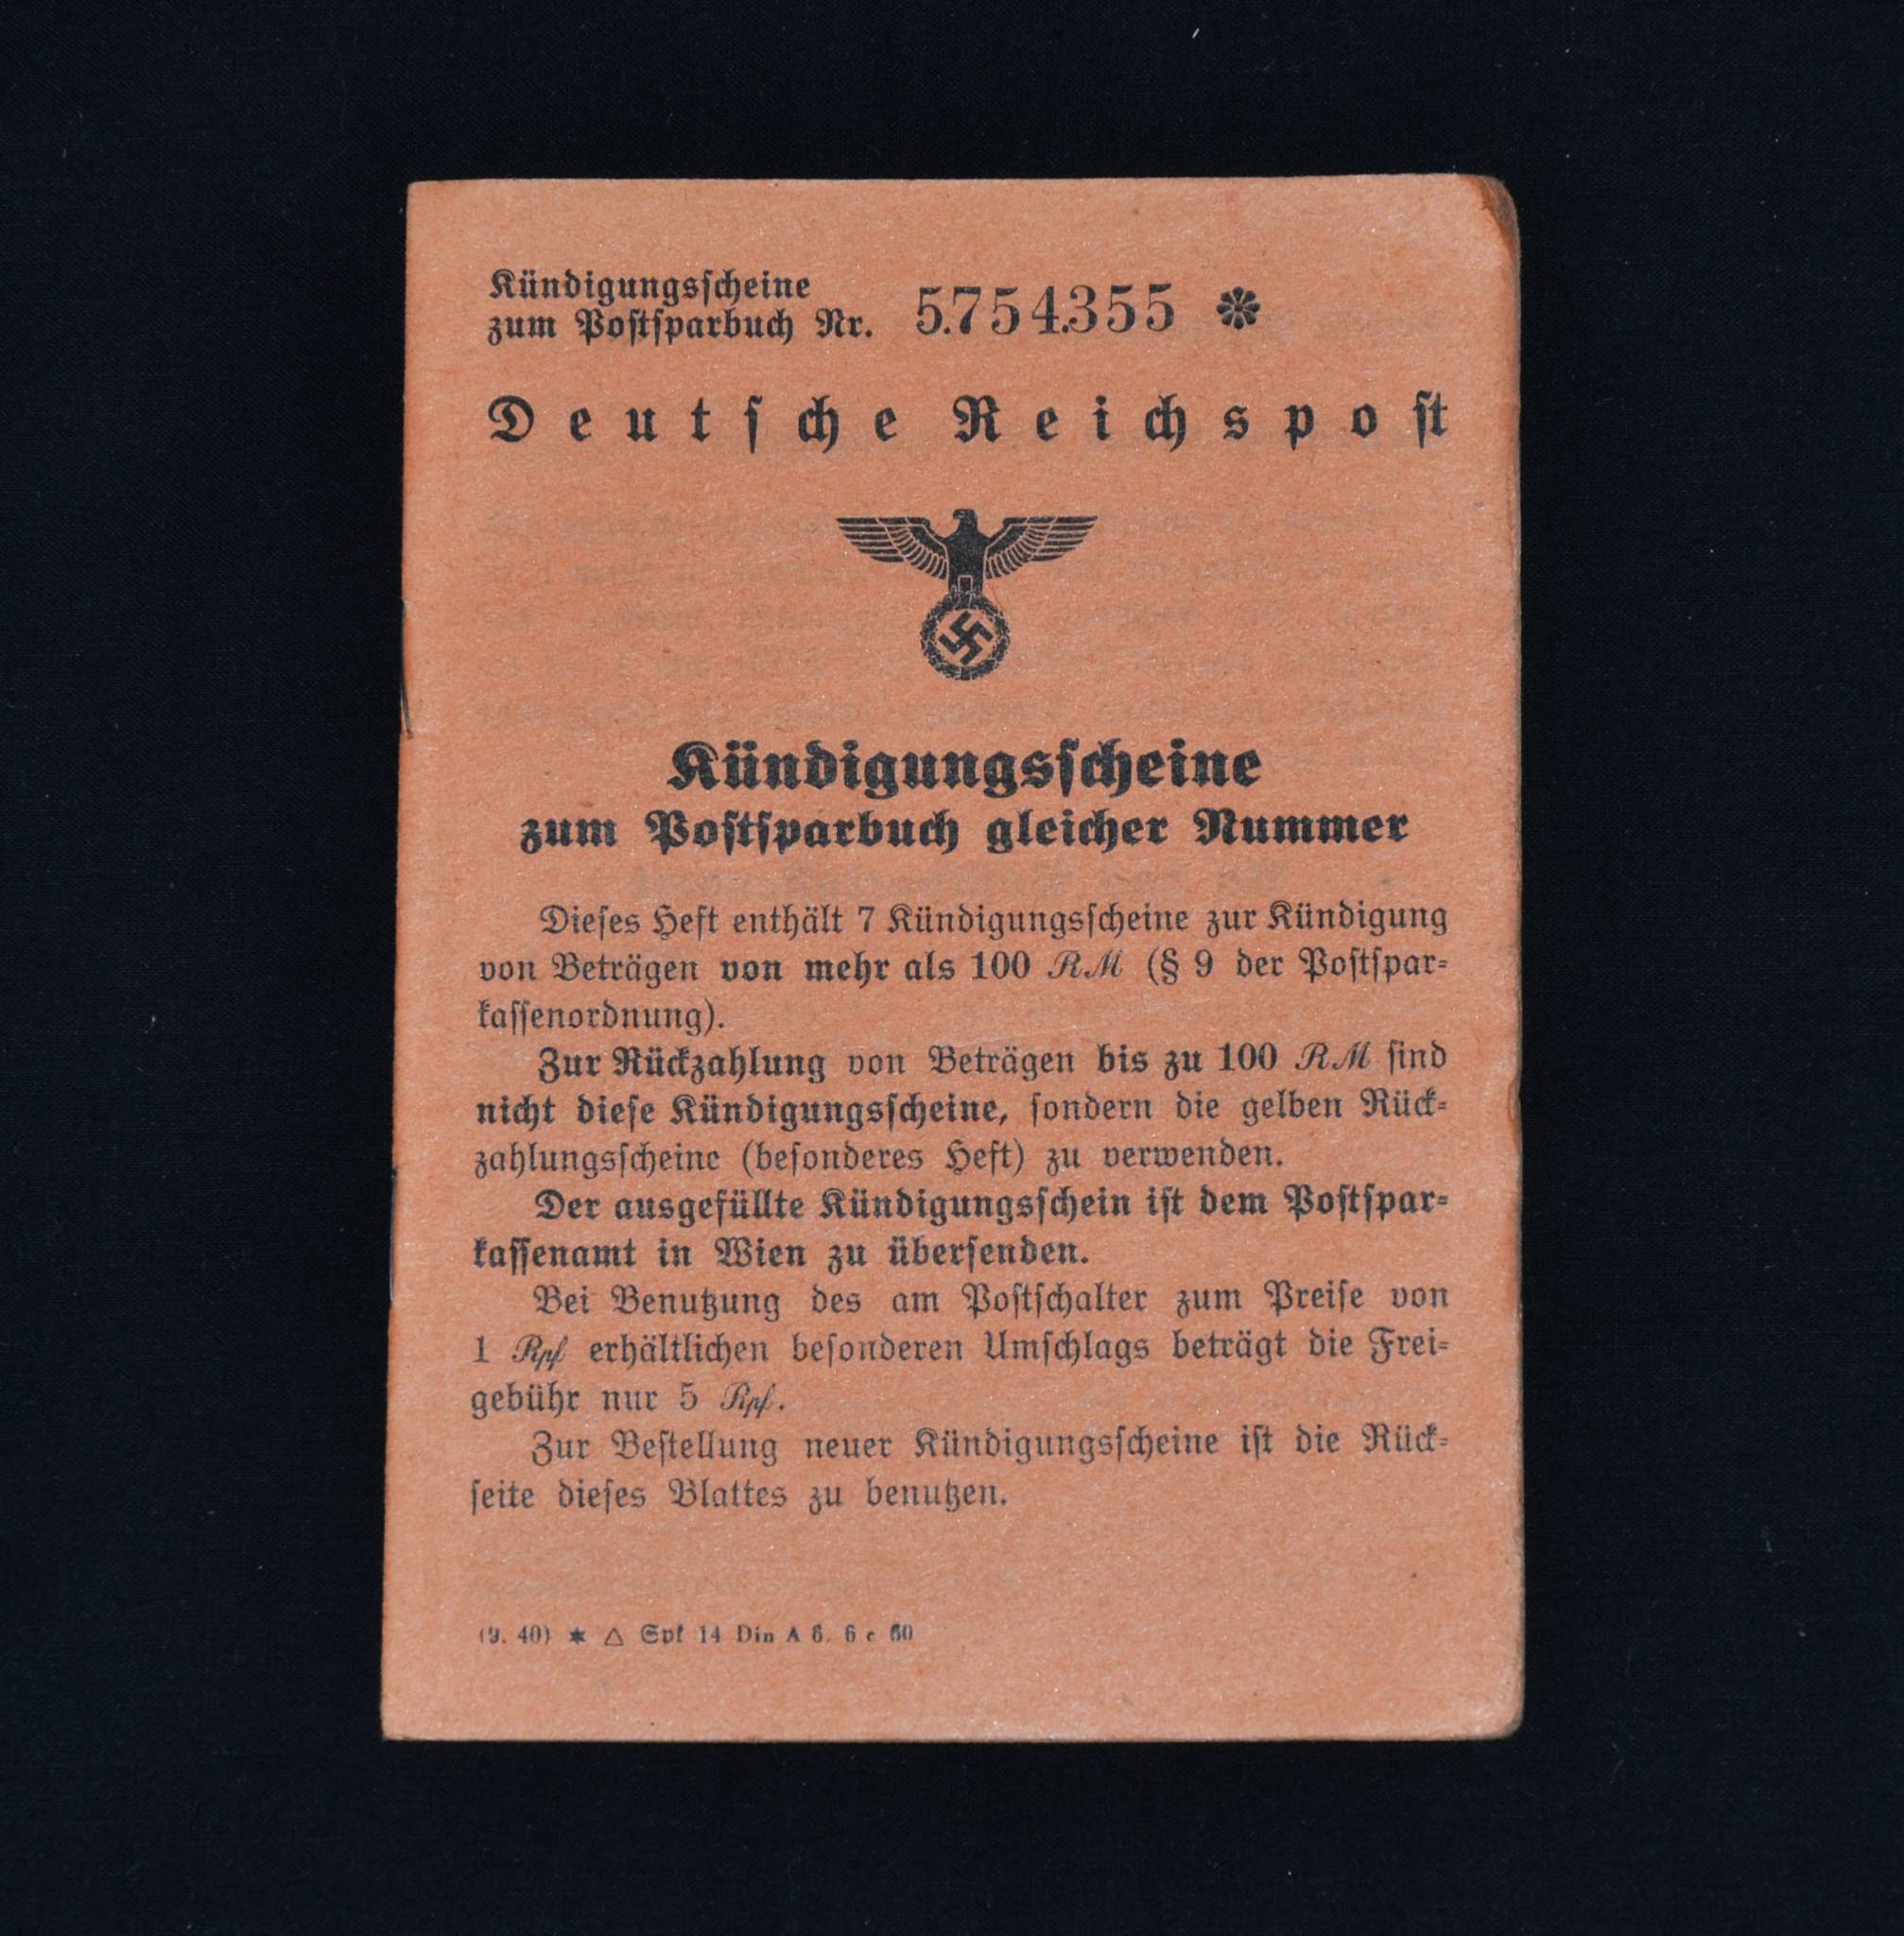 Kündigungsscheine
zum Postsparbuch Nr. 5.754.355 ✽
Deutsche Reichspost
Kündigungsscheine
zum Postsparbuch gleicher Nummer
Dieses Heft enthält 7 Kündigungsscheine zur Kündigung
von Beträgen von mehr als 100 RM (§ 9 der Postspar-
kassenordnung).
Zur Rückzahlung von Beträgen bis zu 100 RM sind
nicht diese Kündigungsscheine, sondern die gelben Rück-
zahlungsscheine (besonderes Heft) zu verwenden.
Der ausgefüllte Kündigungsschein ist dem Postspar-
kassenamt in Wien zu übersenden.
Bei Benutzung des am Postschalter zum Preise von
1 Rpf erhältlichen besonderen Umschlags beträgt die Frei-
gebühr nur 5 Rpf.
Zur Bestellung neuer Kündigungsscheine ist die Rück-
seite dieses Blattes zu benutzen.
(9. 40) ✶ △ Spk 14 Din A 6. 6 c 60